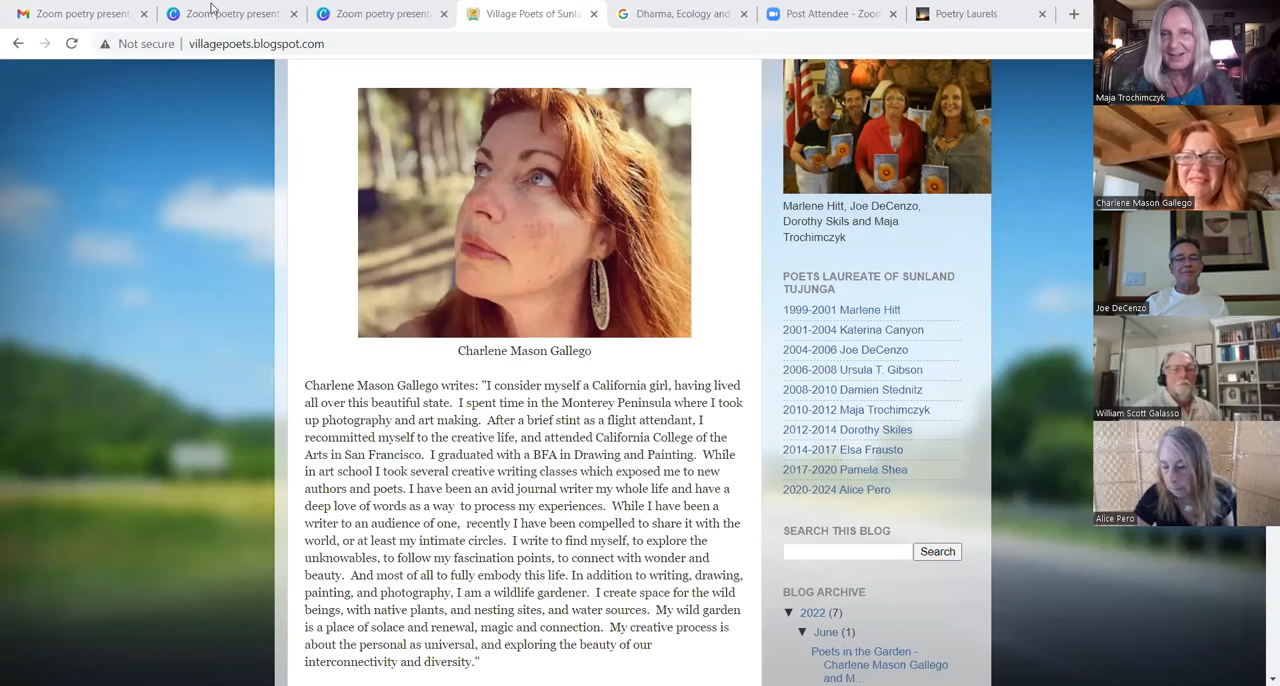 Zoom poetry present
Zoom poetry present
Zoom poetry present
Village Poets of Sunla
Dharma, Ecology and
Post Attendee - Zoom
Poetry Laurels
Not secure
villagepoets.blogspot.com
Charlene Mason Gallego
Charlene Mason Gallego writes: "I consider myself a California girl, having lived
all over this beautiful state. I spent time in the Monterey Peninsula where I took
up photography and art making. After a brief stint as a flight attendant, I
recommitted myself to the creative life, and attended California College of the
Arts in San Francisco. I graduated with a BFA in Drawing and Painting. While
in art school I took several creative writing classes which exposed me to new
authors and poets. I have been an avid journal writer my whole life and have a
deep love of words as a way to process my experiences. While I have been a
writer to an audience of one, recently I have been compelled to share it with the
world, or at least my intimate circles. I write to find myself, to explore the
unknowables, to follow my fascination points, to connect with wonder and
beauty. And most of all to fully embody this life. In addition to writing, drawing,
painting, and photography, I am a wildlife gardener. I create space for the wild
beings, with native plants, and nesting sites, and water sources. My wild garden
is a place of solace and renewal, magic and connection. My creative process is
about the personal as universal, and exploring the beauty of our
interconnectivity and diversity."
Marlene Hitt, Joe DeCenzo,
Dorothy Skils and Maja
Trochimczyk
POETS LAUREATE OF SUNLAND
TUJUNGA
1999-2001 Marlene Hitt
2001-2004 Katerina Canyon
2004-2006 Joe DeCenzo
2006-2008 Ursula T. Gibson
2008-2010 Damien Stednitz
2010-2012 Maja Trochimczyk
2012-2014 Dorothy Skiles
2014-2017 Elsa Frausto
2017-2020 Pamela Shea
2020-2024 Alice Pero
SEARCH THIS BLOG
Search
BLOG ARCHIVE
▼ 2022 (7)
▼ June (1)
Poets in the Garden -
Charlene Mason Gallego
and M...
Maja Trochimczyk
Charlene Mason Gallego
Joe DeCenzo
William Scott Galasso
Alice Pero